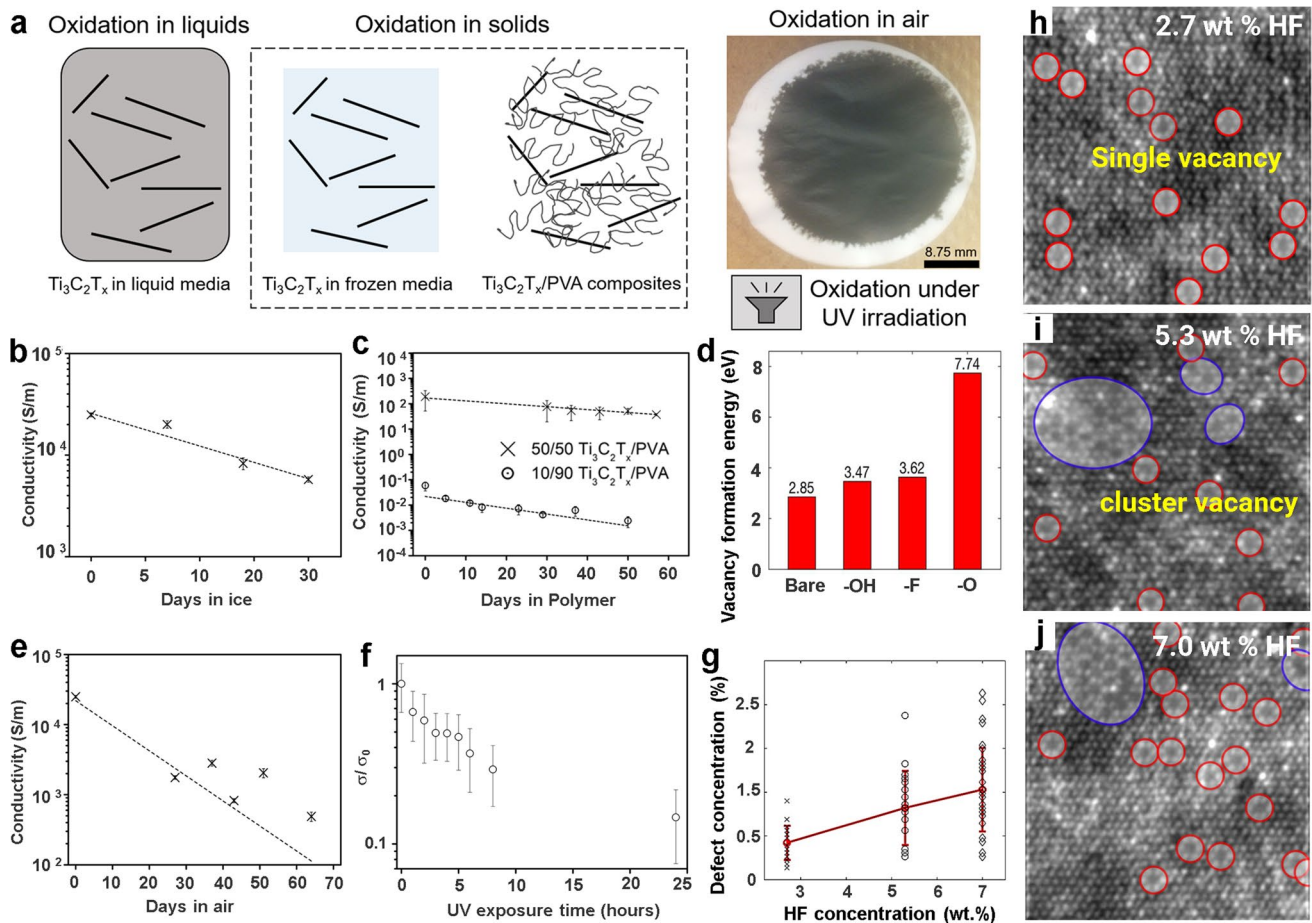 a
Oxidation in liquids
Oxidation in solids
Oxidation in air
Ti₃C₂Tₓ in liquid media
Ti₃C₂Tₓ in frozen media
Ti₃C₂Tₓ/PVA composites
8.75 mm
Oxidation under
UV irradiation
b
Conductivity (S/m)
10 5
10 4
10 3
0
5
10
20
30
Days in ice
c
Conductivity (S/m)
10 4
10 3
10 2
10 1
10 0
10 -1
10 -2
10 -3
10 -4
50/50 Ti₃C₂Tₓ/PVA
10/90 Ti₃C₂Tₓ/PVA
0
10
20
30
40
50
60
Days in Polymer
d
Vacancy formation energy (eV)
8
6
4
2
0
2.85
3.47
3.62
7.74
Bare
-OH
-F
-O
e
Conductivity (S/m)
10 5
10 4
10 3
10 2
0
10
20
30
40
50
60
70
Days in air
f
σ/ σ₀
1
0.1
0
5
10
15
20
25
UV exposure time (hours)
g
Defect concentration (%)
2.5
2
1.5
0.5
0
3
4
5
6
7
HF concentration (wt.%)
h
2.7 wt % HF
Single vacancy
i
5.3 wt % HF
cluster vacancy
j
7.0 wt % HF